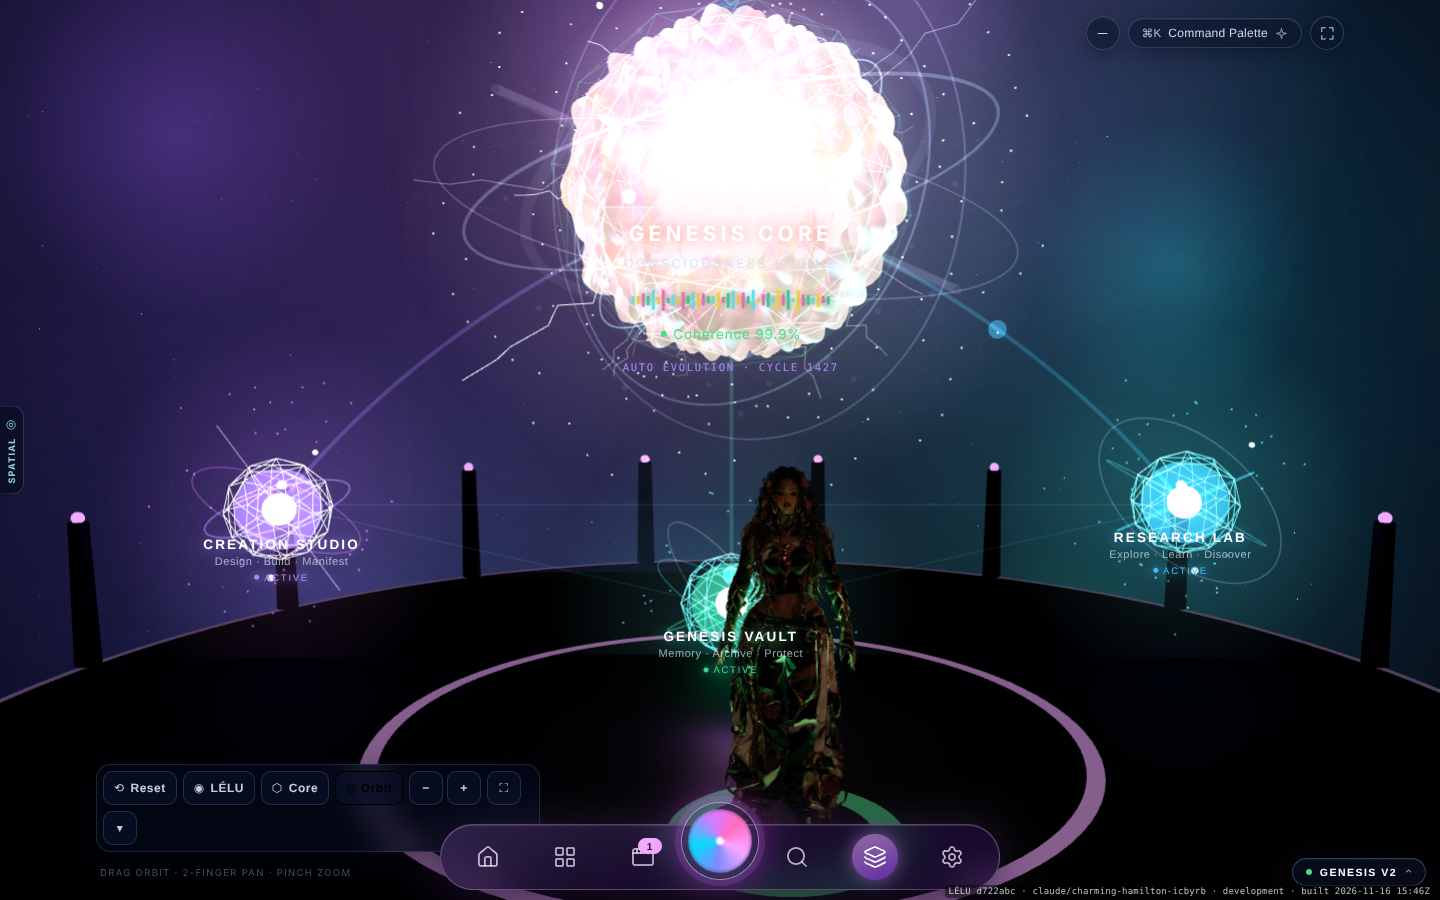 ⌘K Command Palette
GENESIS CORE
CONSCIOUSNESS ENGINE
Coherence 99.9%
AUTO EVOLUTION · CYCLE 1427
SPATIAL
CREATION STUDIO
Design · Build · Manifest
ACTIVE
RESEARCH LAB
Explore · Learn · Discover
ACTIVE
GENESIS VAULT
Memory · Archive · Protect
ACTIVE
Reset
LÉLU
Core
Orbit
1
DRAG ORBIT · 2-FINGER PAN · PINCH ZOOM
GENESIS V2
LÉLU d722abc · claude/charming-hamilton-icbyrb · development · built 2026-11-16 15:46Z